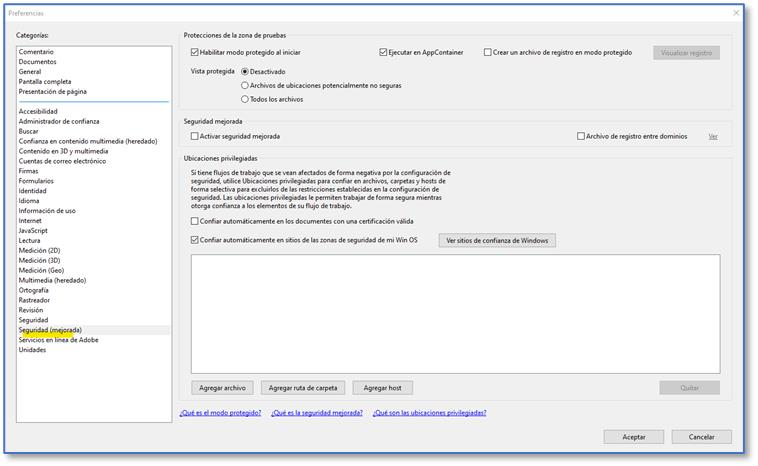 Preferencias
Categorías:
Comentario
Documentos
General
Pantalla completa
Presentación de página
Accesibilidad
Administrador de confianza
Buscar
Confianza en contenido multimedia (heredado)
Contenido en 3D y multimedia
Cuentas de correo electrónico
Firmas
Formularios
Identidad
Idioma
Información de uso
Internet
JavaScript
Lectura
Medición (2D)
Medición (3D)
Medición (Geo)
Multimedia (heredado)
Ortografía
Rastreador
Revisión
Seguridad
Seguridad (mejorada)
Servicios en línea de Adobe
Unidades
Protecciones de la zona de pruebas
Habilitar modo protegido al iniciar
Ejecutar en AppContainer
Crear un archivo de registro en modo protegido
Visualizar registro
Vista protegida
Desactivado
Archivos de ubicaciones potencialmente no seguras
Todos los archivos
Seguridad mejorada
Activar seguridad mejorada
Archivo de registro entre dominios
Ver
Ubicaciones privilegiadas
Si tiene flujos de trabajo que se vean afectados de forma negativa por la configuración de
seguridad, utilice Ubicaciones privilegiadas para confiar en archivos, carpetas y hosts de
forma selectiva para excluirlos de las restricciones establecidas en la configuración de
seguridad. Las ubicaciones privilegiadas le permiten trabajar de forma segura mientras
otorga confianza a los elementos de su flujo de trabajo.
Confiar automáticamente en los documentes con una certificación válida
Confiar automáticamente en sitios de las zonas de seguridad de mi Win OS
Ver sitios de confianza de Windows
Agregar archivo
Agregar ruta de carpeta
Agregar host
Quitar
¿Qué es el modo protegido?
¿Qué es la seguridad mejorada?
¿Qué son las ubicaciones privilegiadas?
Aceptar
Cancelar